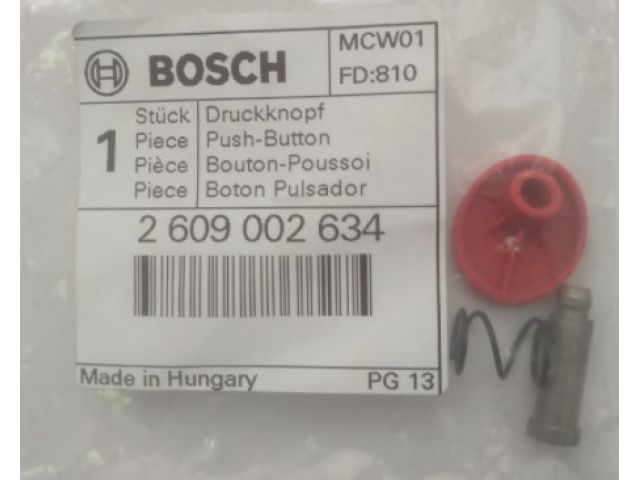 BOSCH
MCW01
FD:810
1
Stück Druckknopf
Piece Push-Button
Pièce Bouton-Poussoi
Piece Boton Pulsador
2 609 002 634
Made in Hungary PG 13